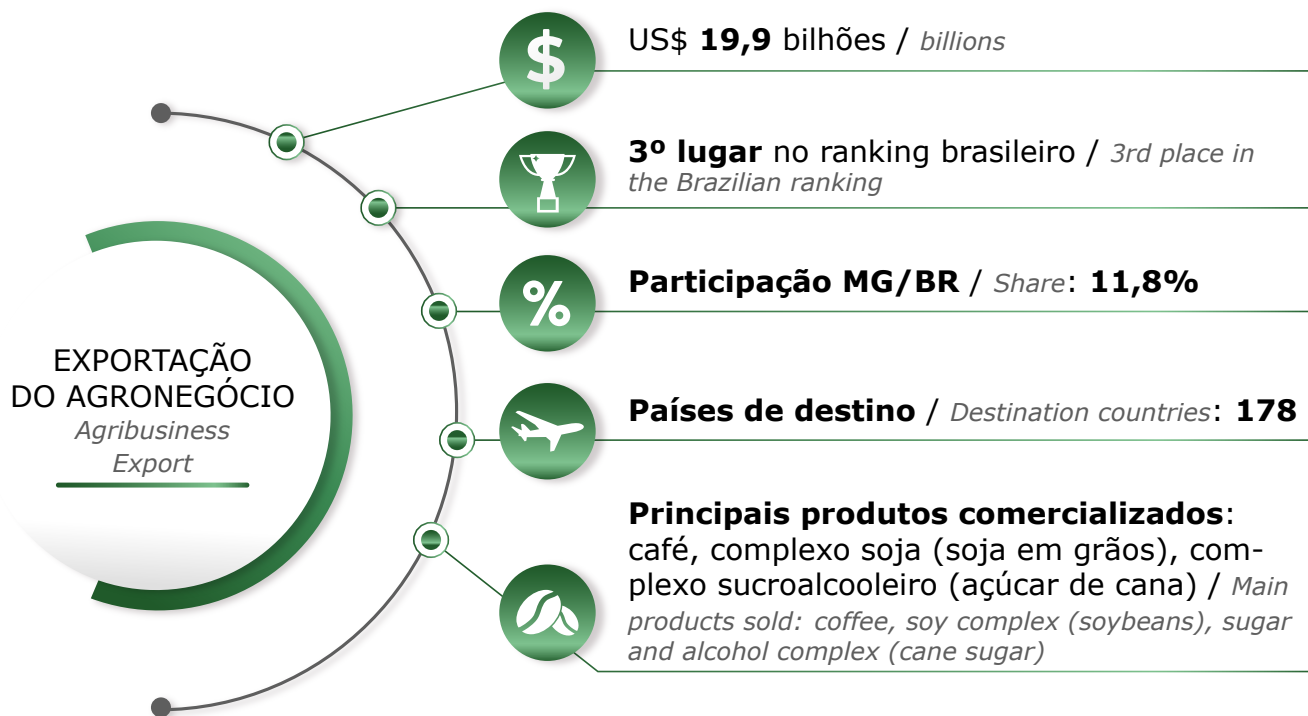 EXPORTAÇÃO
DO AGRONEGÓCIO
Agribusiness
Export
$
US$ 19,9 bilhões / billions
3º lugar no ranking brasileiro / 3rd place in
the Brazilian ranking
%
Participação MG/BR / Share: 11,8%
Países de destino / Destination countries: 178
Principais produtos comercializados:
café, complexo soja (soja em grãos), com-
plexo sucroalcooleiro (açúcar de cana) / Main
products sold: coffee, soy complex (soybeans), sugar
and alcohol complex (cane sugar)